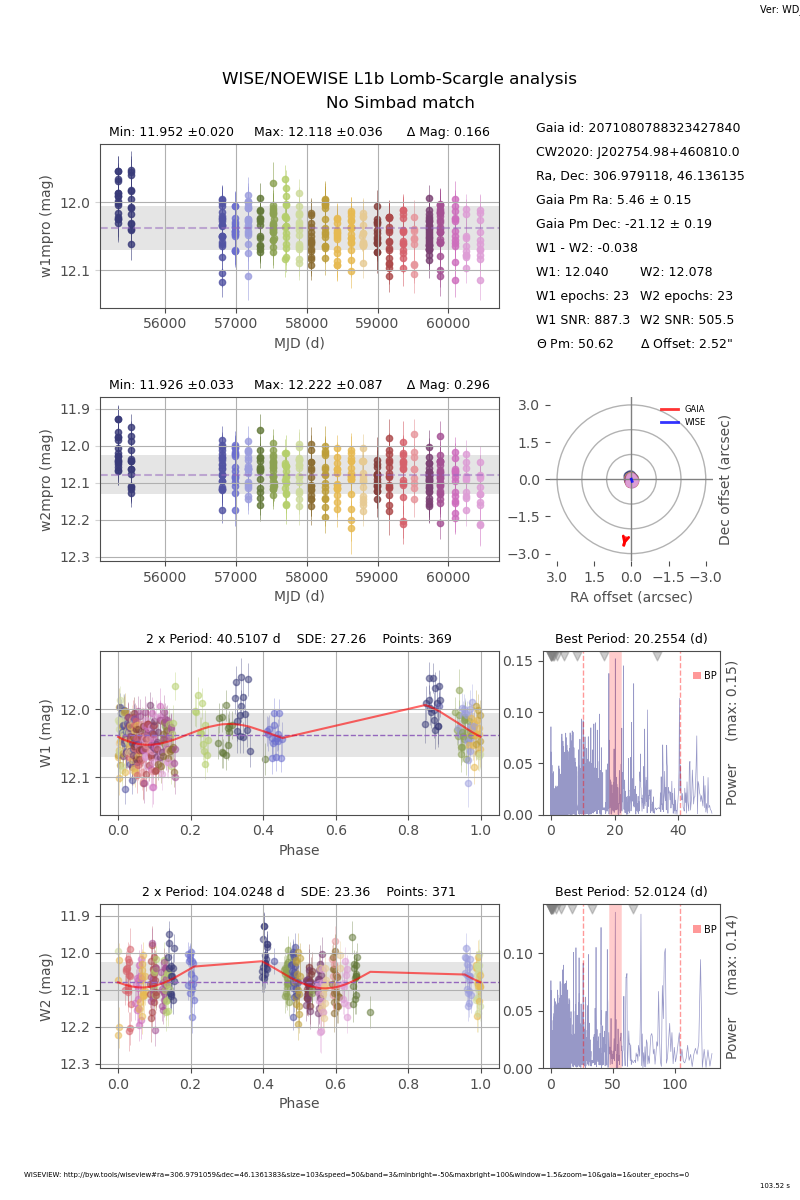 Ver: WD_
WISE/NOEWISE L1b Lomb-Scargle analysis
No Simbad match
Min: 11.952 ±0.020 Max: 12.118 ±0.036 Δ Mag: 0.166
12.0
12.1
w1mpro (mag)
56000 57000 58000 59000 60000
MJD (d)
Gaia id: 2071080788323427840
CW2020: J202754.98+460810.0
Ra, Dec: 306.979118, 46.136135
Gaia Pm Ra: 5.46 ± 0.15
Gaia Pm Dec: -21.12 ± 0.19
W1 - W2: -0.038
W1: 12.040 W2: 12.078
W1 epochs: 23 W2 epochs: 23
W1 SNR: 887.3 W2 SNR: 505.5
Θ Pm: 50.62 Δ Offset: 2.52"
Min: 11.926 ±0.033 Max: 12.222 ±0.087 Δ Mag: 0.296
11.9
12.0
12.1
12.2
12.3
w2mpro (mag)
56000 57000 58000 59000 60000
MJD (d)
GAIA
WISE
3.0
1.5
0.0
−1.5
−3.0
Dec offset (arcsec)
3.0 1.5 0.0 −1.5 −3.0
RA offset (arcsec)
2 x Period: 40.5107 d SDE: 27.26 Points: 369
12.0
12.1
W1 (mag)
0.0 0.2 0.4 0.6 0.8 1.0
Phase
Best Period: 20.2554 (d)
BP
0.15
0.10
0.05
0.00
Power (max: 0.15)
0 20 40
2 x Period: 104.0248 d SDE: 23.36 Points: 371
11.9
12.0
12.1
12.2
12.3
W2 (mag)
0.0 0.2 0.4 0.6 0.8 1.0
Phase
Best Period: 52.0124 (d)
BP
0.10
0.05
0.00
Power (max: 0.14)
0 50 100
WISEVIEW: http://byw.tools/wiseview#ra=306.9791059&dec=46.1361383&size=103&speed=50&band=3&minbright=-50&maxbright=100&window=1.5&zoom=10&gaia=1&outer_epochs=0
103.52 s